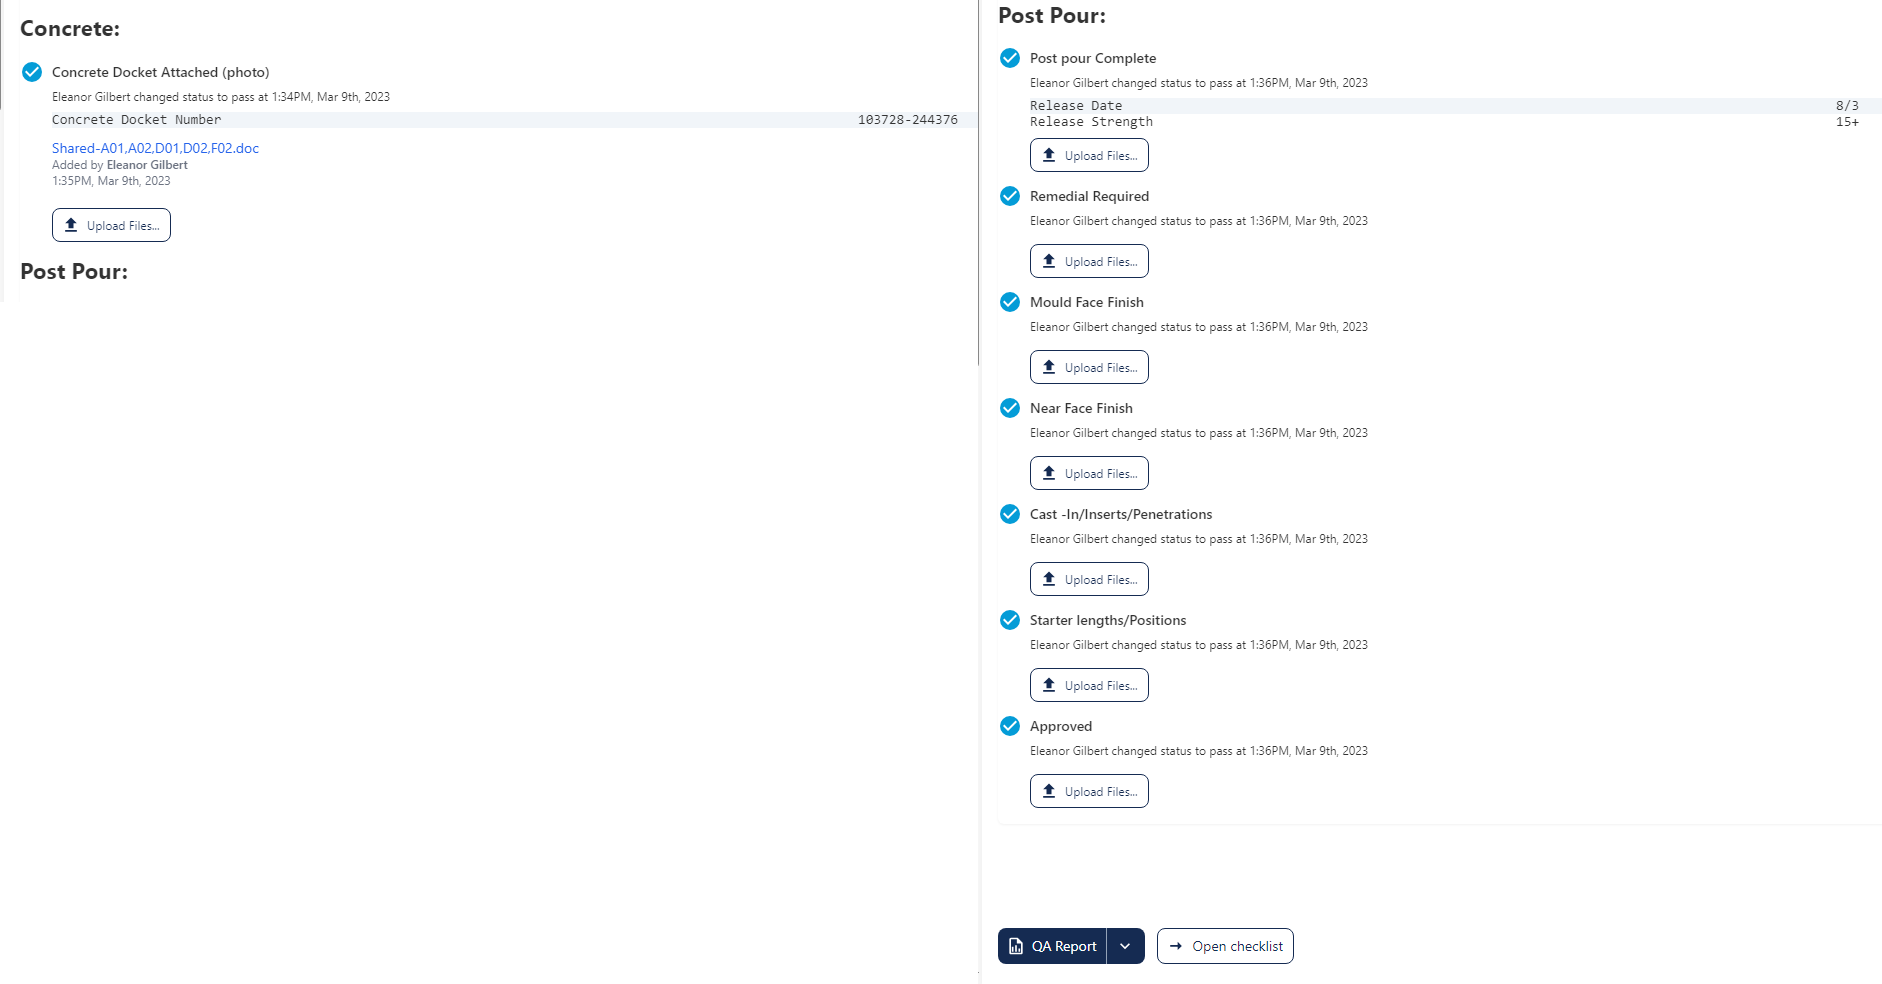 Concrete:
Concrete Docket Attached (photo)
Eleanor Gilbert changed status to pass at 1:34PM, Mar 9th, 2023
Concrete Docket Number 103728-244376
Shared-A01,A02,D01,D02,F02.doc
Added by Eleanor Gilbert
1:35PM, Mar 9th, 2023
Upload Files...
Post Pour:
Post Pour:
Post pour Complete
Eleanor Gilbert changed status to pass at 1:36PM, Mar 9th, 2023
Release Date 8/3
Release Strength 15+
Upload Files...
Remedial Required
Eleanor Gilbert changed status to pass at 1:36PM, Mar 9th, 2023
Upload Files...
Mould Face Finish
Eleanor Gilbert changed status to pass at 1:36PM, Mar 9th, 2023
Upload Files...
Near Face Finish
Eleanor Gilbert changed status to pass at 1:36PM, Mar 9th, 2023
Upload Files...
Cast -In/Inserts/Penetrations
Eleanor Gilbert changed status to pass at 1:36PM, Mar 9th, 2023
Upload Files...
Starter lengths/Positions
Eleanor Gilbert changed status to pass at 1:36PM, Mar 9th, 2023
Upload Files...
Approved
Eleanor Gilbert changed status to pass at 1:36PM, Mar 9th, 2023
Upload Files...
QA Report
Open checklist